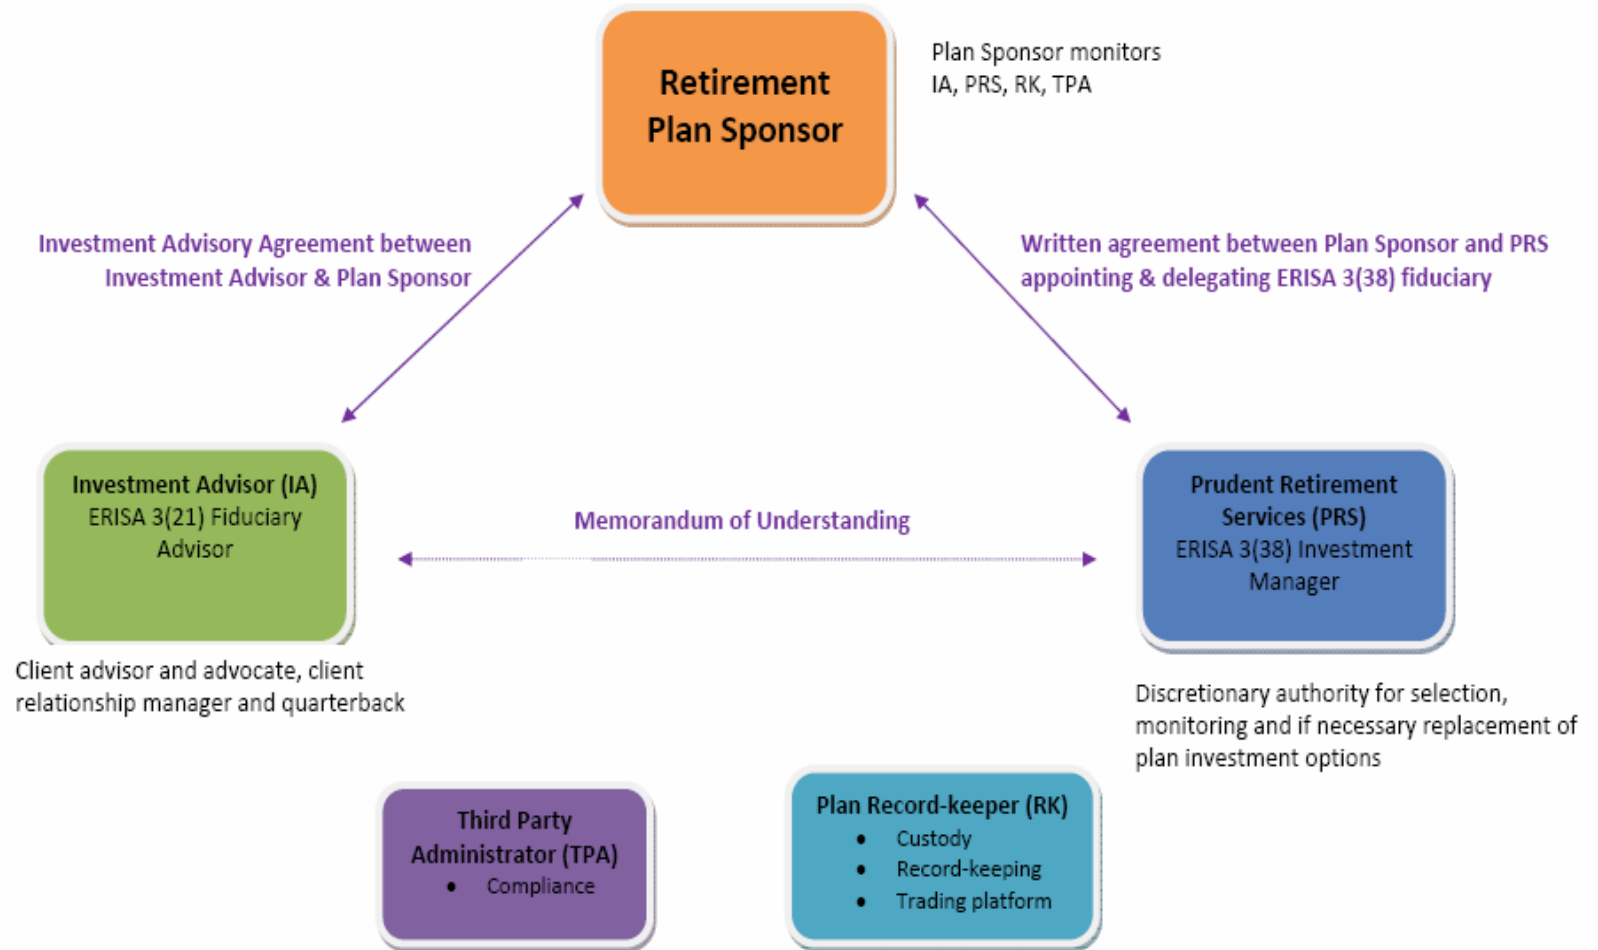 Retirement
Plan Sponsor
Plan Sponsor monitors
IA, PRS, RK, TPA
Investment Advisory Agreement between
Investment Advisor & Plan Sponsor
Written agreement between Plan Sponsor and PRS
appointing & delegating ERISA 3(38) fiduciary
Investment Advisor (IA)
ERISA 3(21) Fiduciary
Advisor
Memorandum of Understanding
Prudent Retirement
Services (PRS)
ERISA 3(38) Investment
Manager
Client advisor and advocate, client
relationship manager and quarterback
Discretionary authority for selection,
monitoring and if necessary replacement of
plan investment options
Third Party
Administrator (TPA)
• Compliance
Plan Record-keeper (RK)
• Custody
• Record-keeping
• Trading platform